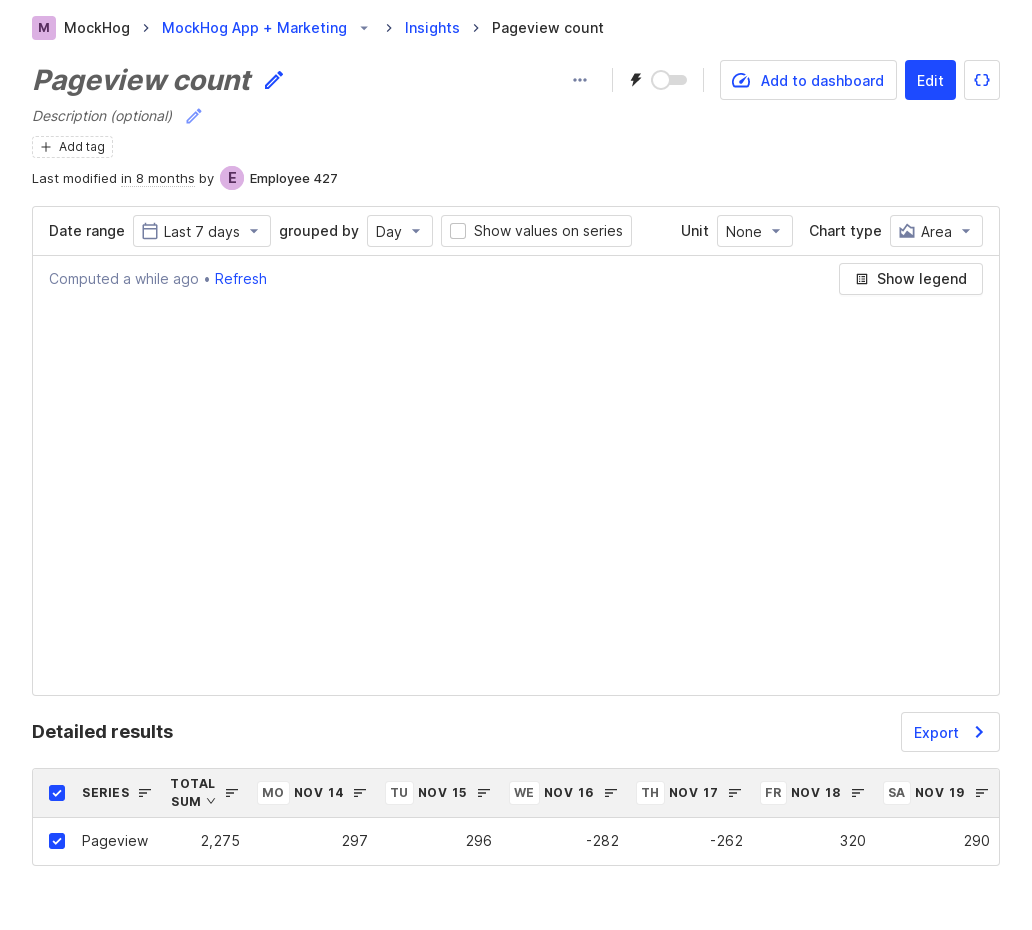 M MockHog MockHog App + Marketing Insights Pageview count
Pageview count
Add to dashboard Edit
Description (optional)
Add tag
Last modified in 8 months by E Employee 427
Date range Last 7 days grouped by Day Show values on series Unit None Chart type Area
Computed a while ago • Refresh Show legend
Detailed results Export
SERIES TOTAL SUM MO NOV 14 TU NOV 15 WE NOV 16 TH NOV 17 FR NOV 18 SA NOV 19
Pageview 2,275 297 296 -282 -262 320 290